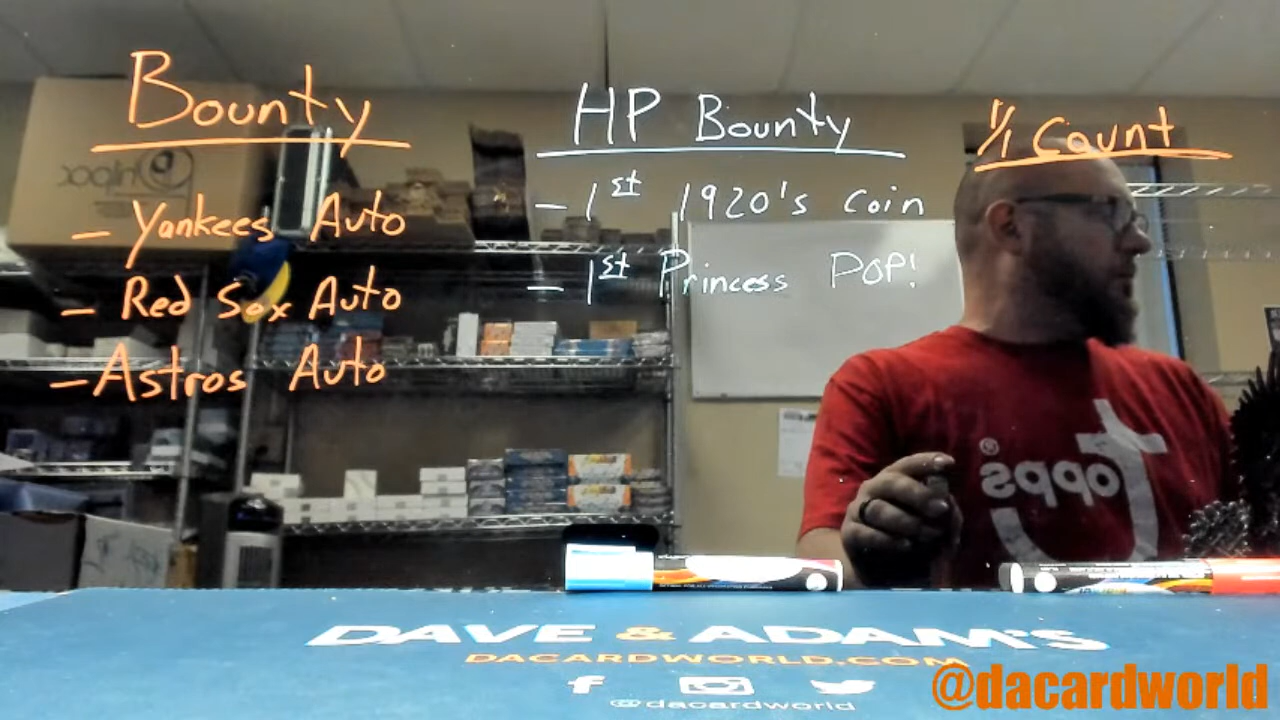 Bounty
- Yankees Auto
- Red Sox Auto
- Astros Auto
HP Bounty
- 1st 1920's Coin
- 1st Princess POP!
1/1 Count
topps®
DAVE & ADAM'S
DACARDWORLD.COM
@dacardworld
@dacardworld